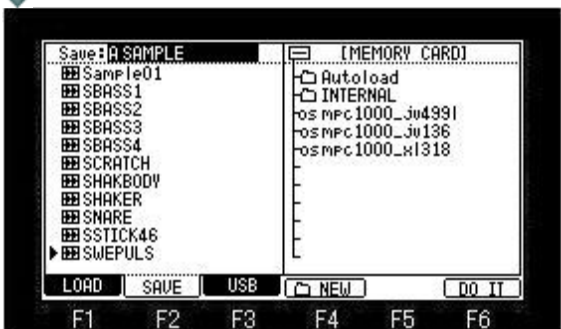 Save:A SAMPLE
Sample01
SBASS1
SBASS2
SBASS3
SBASS4
SCRATCH
SHAKBODY
SHAKER
SNARE
SSTICK46
SWEPULS
[MEMORY CARD]
Autoload
INTERNAL
os mpc1000_jv499l
os mpc1000_jv136
os mpc1000_xl318
LOAD SAVE USB NEW DO IT
F1 F2 F3 F4 F5 F6